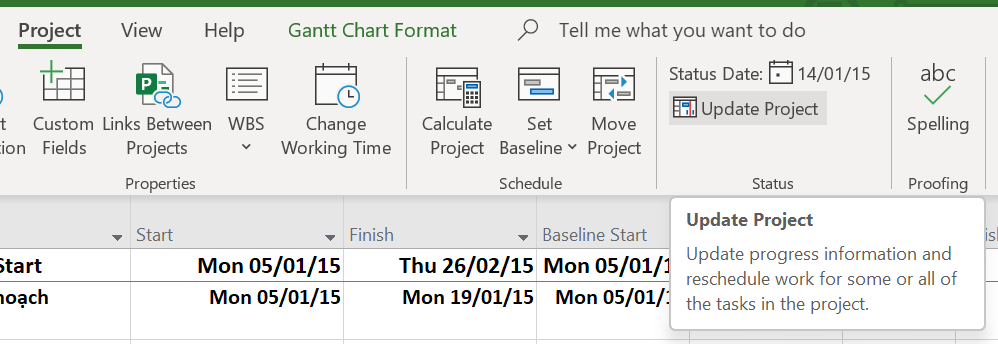 Project View Help Gantt Chart Format Tell me what you want to do
Custom Fields
Links Between Projects
WBS
Change Working Time
Calculate Project
Set Baseline
Move Project
Status Date: 14/01/15
Update Project
abc
Spelling
Properties Schedule Status Proofing
Start Finish Baseline Start
Start Mon 05/01/15 Thu 26/02/15 Mon 05/01/1
hoạch Mon 05/01/15 Mon 19/01/15 Mon 05/01/1
Update Project
Update progress information and
reschedule work for some or all of
the tasks in the project.